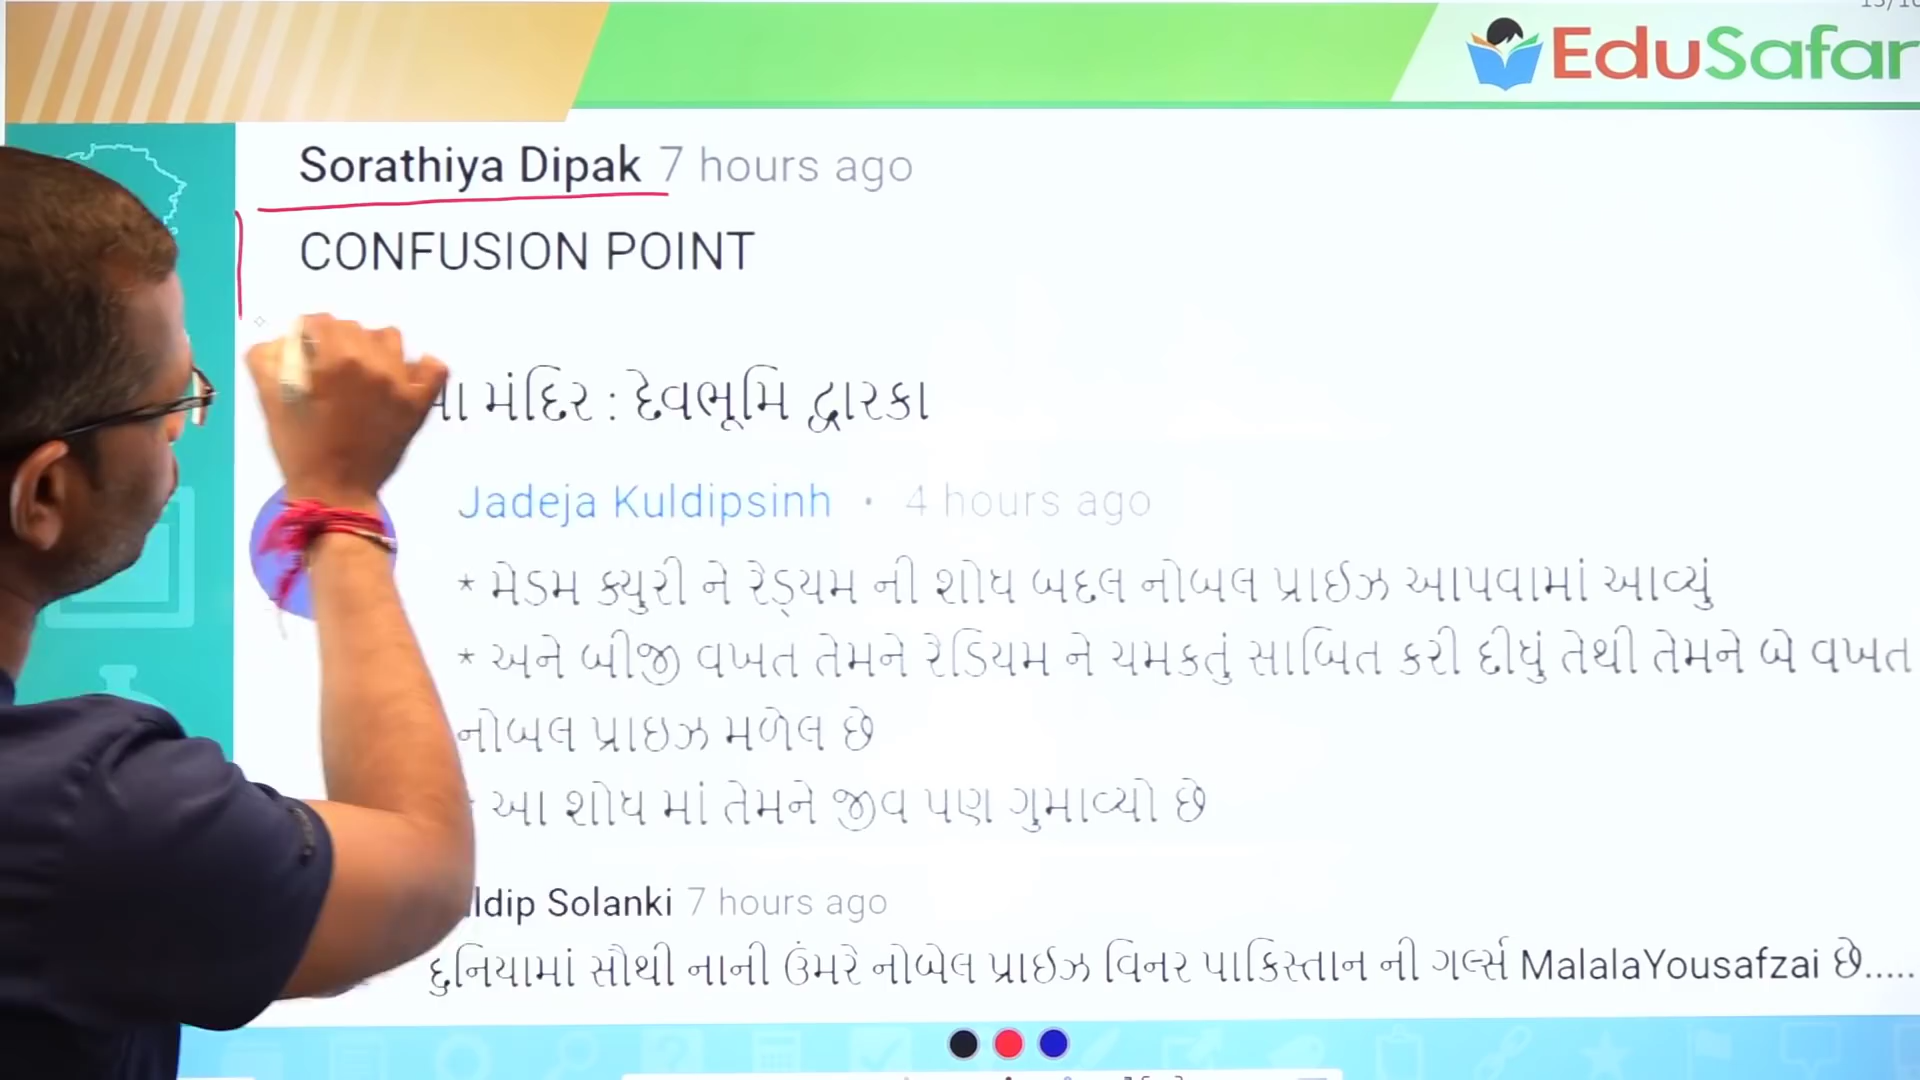 EduSafar
Sorathiya Dipak 7 hours ago
CONFUSION POINT
મંદિર : દેવભૂમિ દ્વારકા
Jadeja Kuldipsinh • 4 hours ago
* મેડમ ક્યુરી ને રેડ્યમ ની શોધ બદલ નોબલ પ્રાઈઝ આપવામાં આવ્યું
* અને બીજી વખત તેમને રેડિયમ ને ચમકતું સાબિત કરી દીધું તેથી તેમને બે વખત
નોબલ પ્રાઇઝ મળેલ છે
આ શોધ માં તેમને જીવ પણ ગુમાવ્યો છે
Solanki 7 hours ago
દુનિયામાં સૌથી નાની ઉંમરે નોબેલ પ્રાઈઝ વિનર પાકિસ્તાન ની ગર્લ્સ MalalaYousafzai છે.....